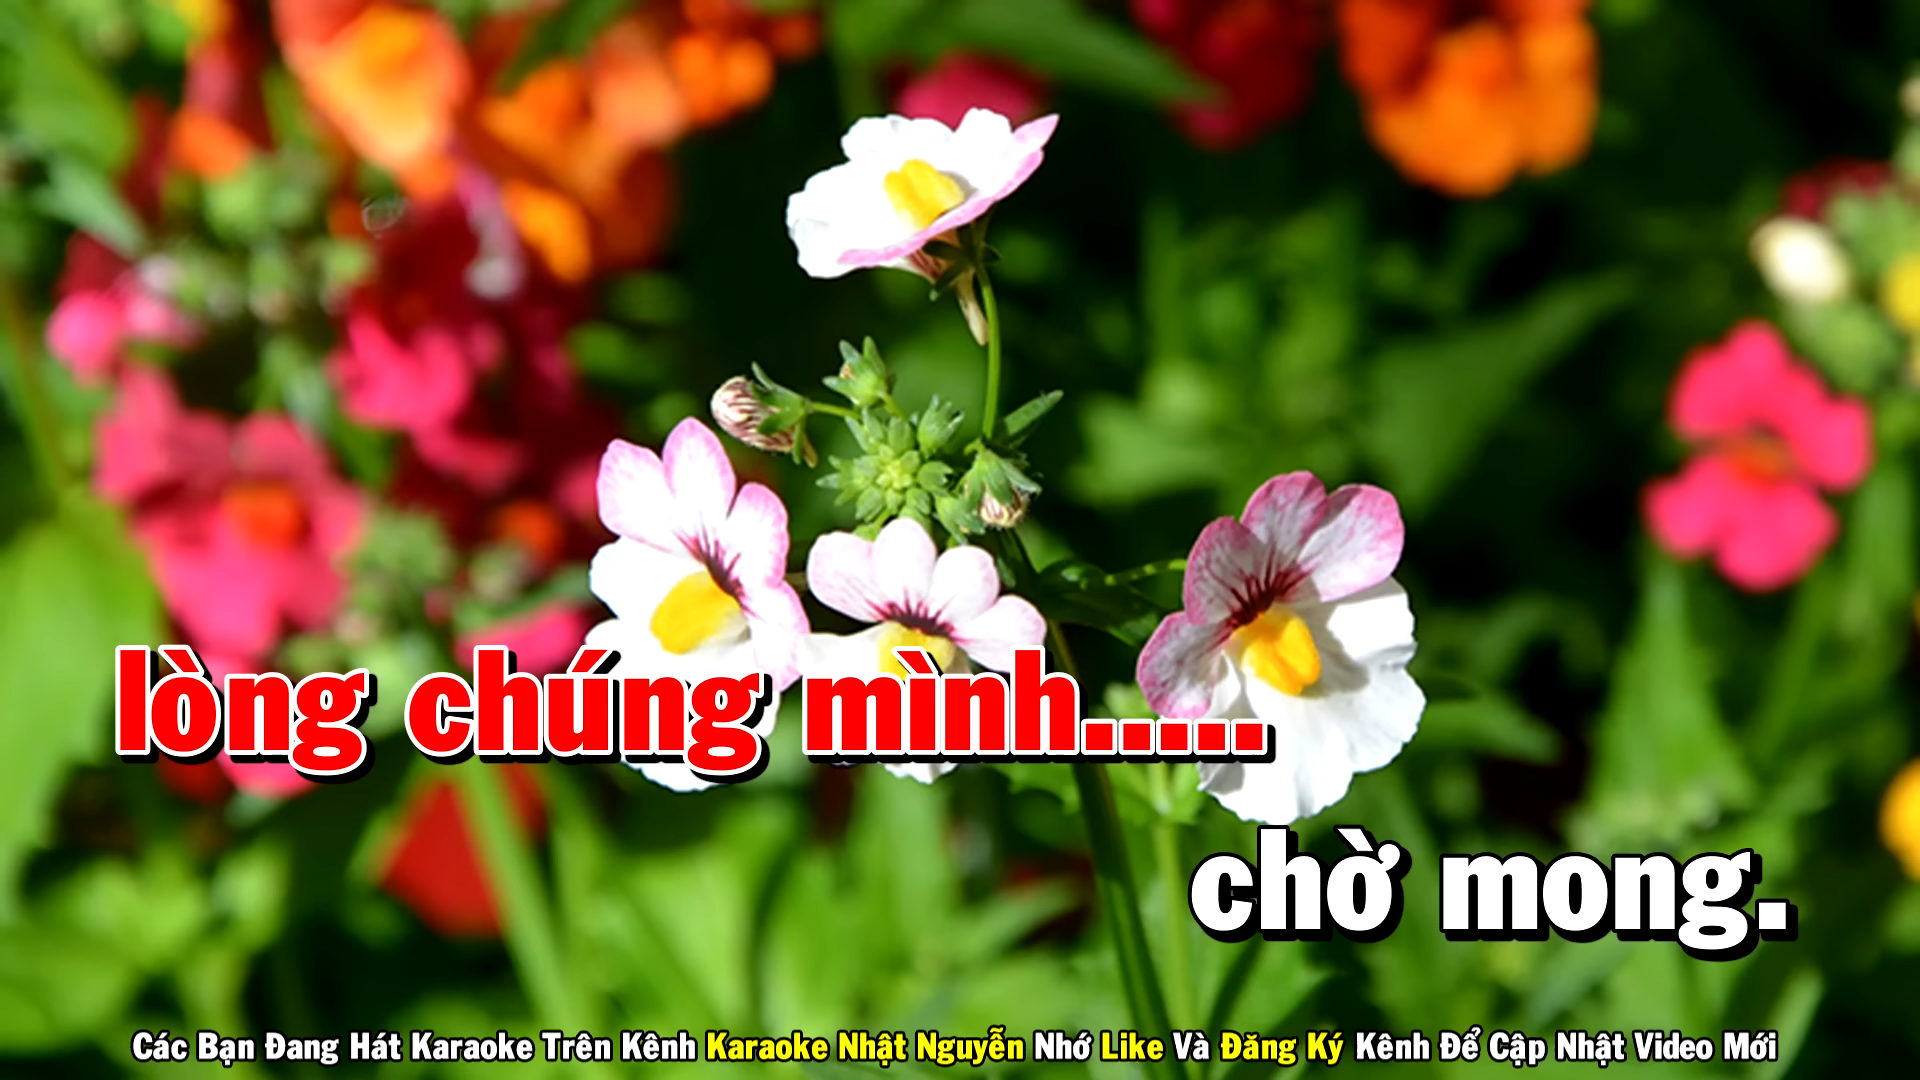 lòng chúng mình.....
chờ mong.
Các Bạn Đang Hát Karaoke Trên Kênh Karaoke Nhật Nguyễn Nhớ Like Và Đăng Ký Kênh Để Cập Nhật Video Mới